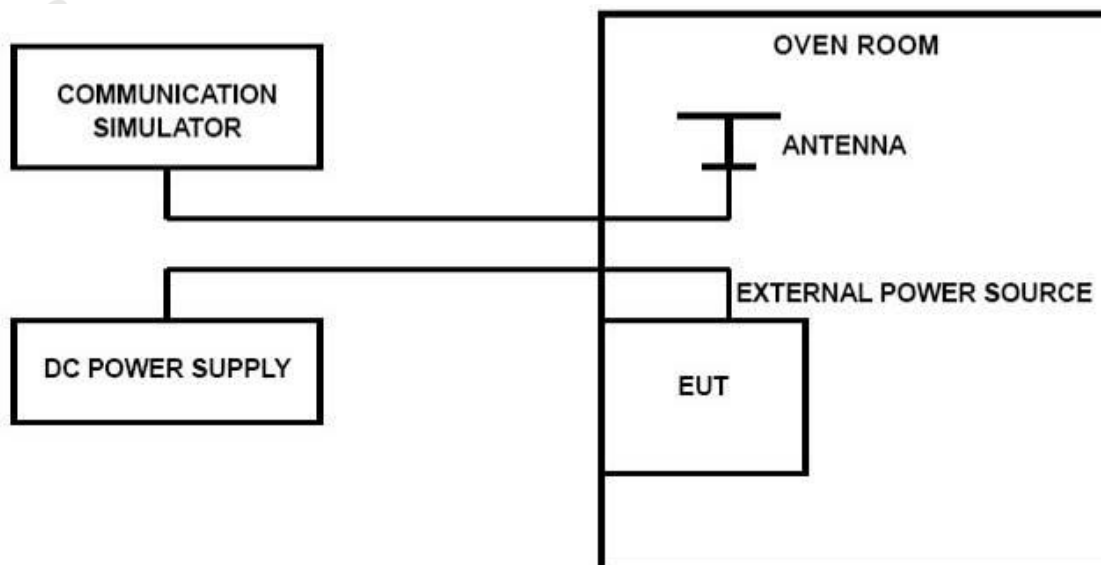 OVEN ROOM
COMMUNICATION
SIMULATOR
ANTENNA
EXTERNAL POWER SOURCE
DC POWER SUPPLY
EUT